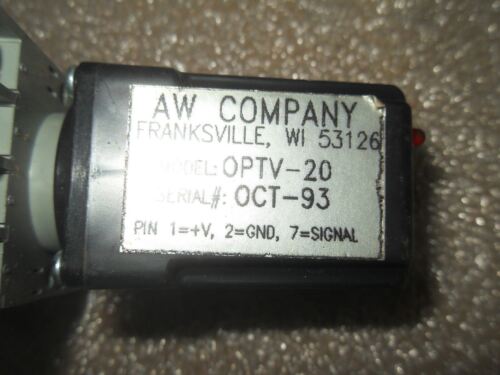 AW COMPANY
FRANKSVILLE, WI 53126
MODEL: OPTV-20
SERIAL#: OCT-93
PIN 1=+V, 2=GND, 7=SIGNAL